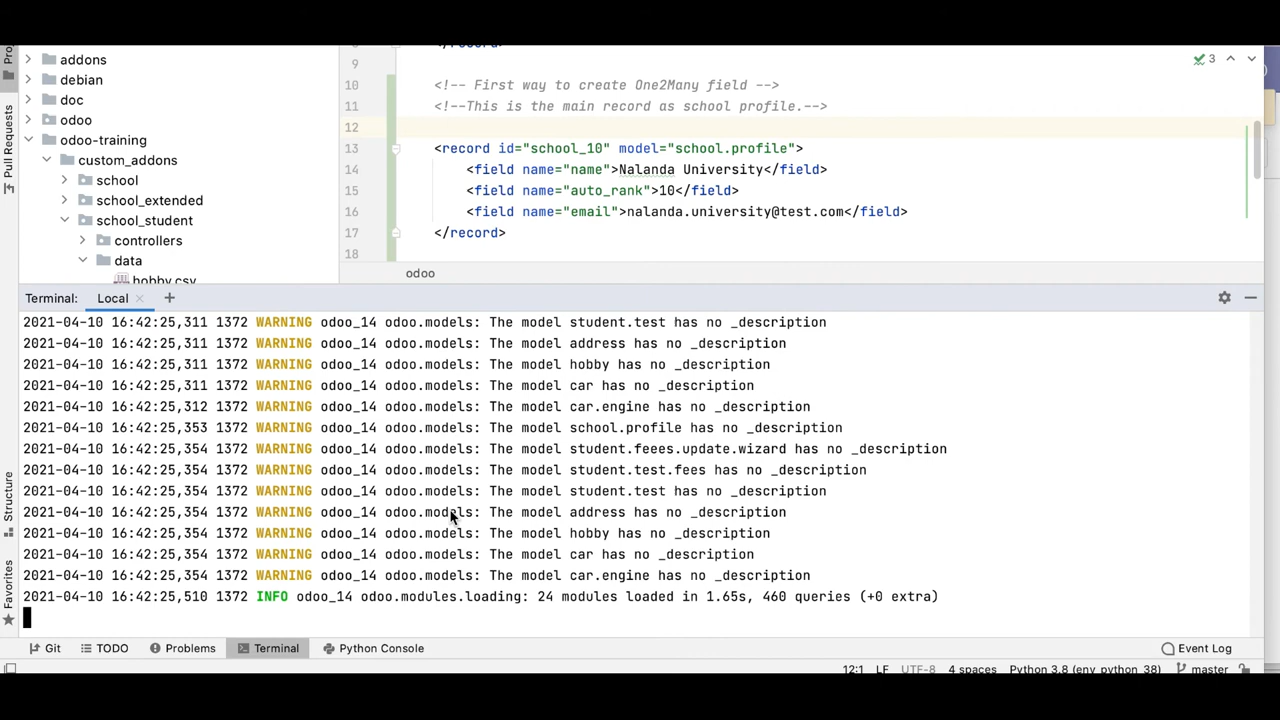 addons
debian
doc
odoo
odoo-training
custom_addons
school
school_extended
school_student
controllers
data
hobby.csv
Pull Requests
Structure
Favorites
</record>
9
10 <!-- First way to create One2Many field -->
11 <!--This is the main record as school profile.-->
12
13 <record id="school_10" model="school.profile">
14 <field name="name">Nalanda University</field>
15 <field name="auto_rank">10</field>
16 <field name="email">nalanda.university@test.com</field>
17 </record>
18
3
odoo
Terminal: Local
2021-04-10 16:42:25,311 1372 WARNING odoo_14 odoo.models: The model student.test has no _description
2021-04-10 16:42:25,311 1372 WARNING odoo_14 odoo.models: The model address has no _description
2021-04-10 16:42:25,311 1372 WARNING odoo_14 odoo.models: The model hobby has no _description
2021-04-10 16:42:25,311 1372 WARNING odoo_14 odoo.models: The model car has no _description
2021-04-10 16:42:25,312 1372 WARNING odoo_14 odoo.models: The model car.engine has no _description
2021-04-10 16:42:25,353 1372 WARNING odoo_14 odoo.models: The model school.profile has no _description
2021-04-10 16:42:25,354 1372 WARNING odoo_14 odoo.models: The model student.feees.update.wizard has no _description
2021-04-10 16:42:25,354 1372 WARNING odoo_14 odoo.models: The model student.test.fees has no _description
2021-04-10 16:42:25,354 1372 WARNING odoo_14 odoo.models: The model student.test has no _description
2021-04-10 16:42:25,354 1372 WARNING odoo_14 odoo.models: The model address has no _description
2021-04-10 16:42:25,354 1372 WARNING odoo_14 odoo.models: The model hobby has no _description
2021-04-10 16:42:25,354 1372 WARNING odoo_14 odoo.models: The model car has no _description
2021-04-10 16:42:25,354 1372 WARNING odoo_14 odoo.models: The model car.engine has no _description
2021-04-10 16:42:25,510 1372 INFO odoo_14 odoo.modules.loading: 24 modules loaded in 1.65s, 460 queries (+0 extra)
Git TODO Problems Terminal Python Console Event Log
12:1 LF UTF-8 4 spaces Python 3.8 (env_python_38) master